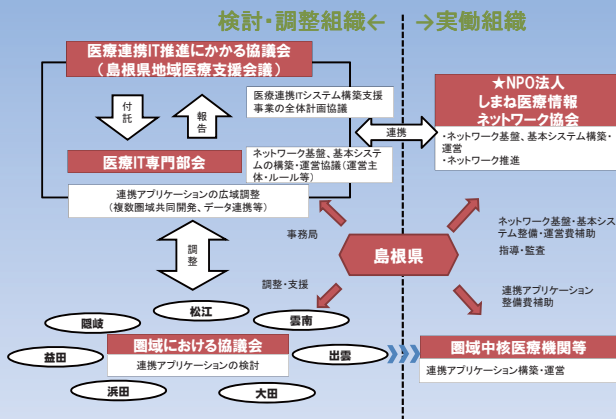 検討・調整組織← →実働組織
医療連携IT推進にかかる協議会
（島根県地域医療支援会議）
付託
報告
医療連携ITシステム構築支援
事業の全体計画協議
医療IT専門部会
ネットワーク基盤、基本システ
ムの構築・運営協議（運営主
体・ルール等）
連携アプリケーションの広域調整
（複数圏域共同開発、データ連携等）
連携
★NPO法人
しまね医療情報
ネットワーク協会
・ネットワーク基盤、基本システム構築・
運営
・ネットワーク推進
調整
事務局
島根県
ネットワーク基盤・基本シス
テム整備・運営費補助
指導・監査
調整・支援
連携アプリケーション
整備費補助
松江
隠岐
雲南
益田
出雲
浜田
大田
圏域における協議会
連携アプリケーションの検討
圏域中核医療機関等
連携アプリケーション構築・運営